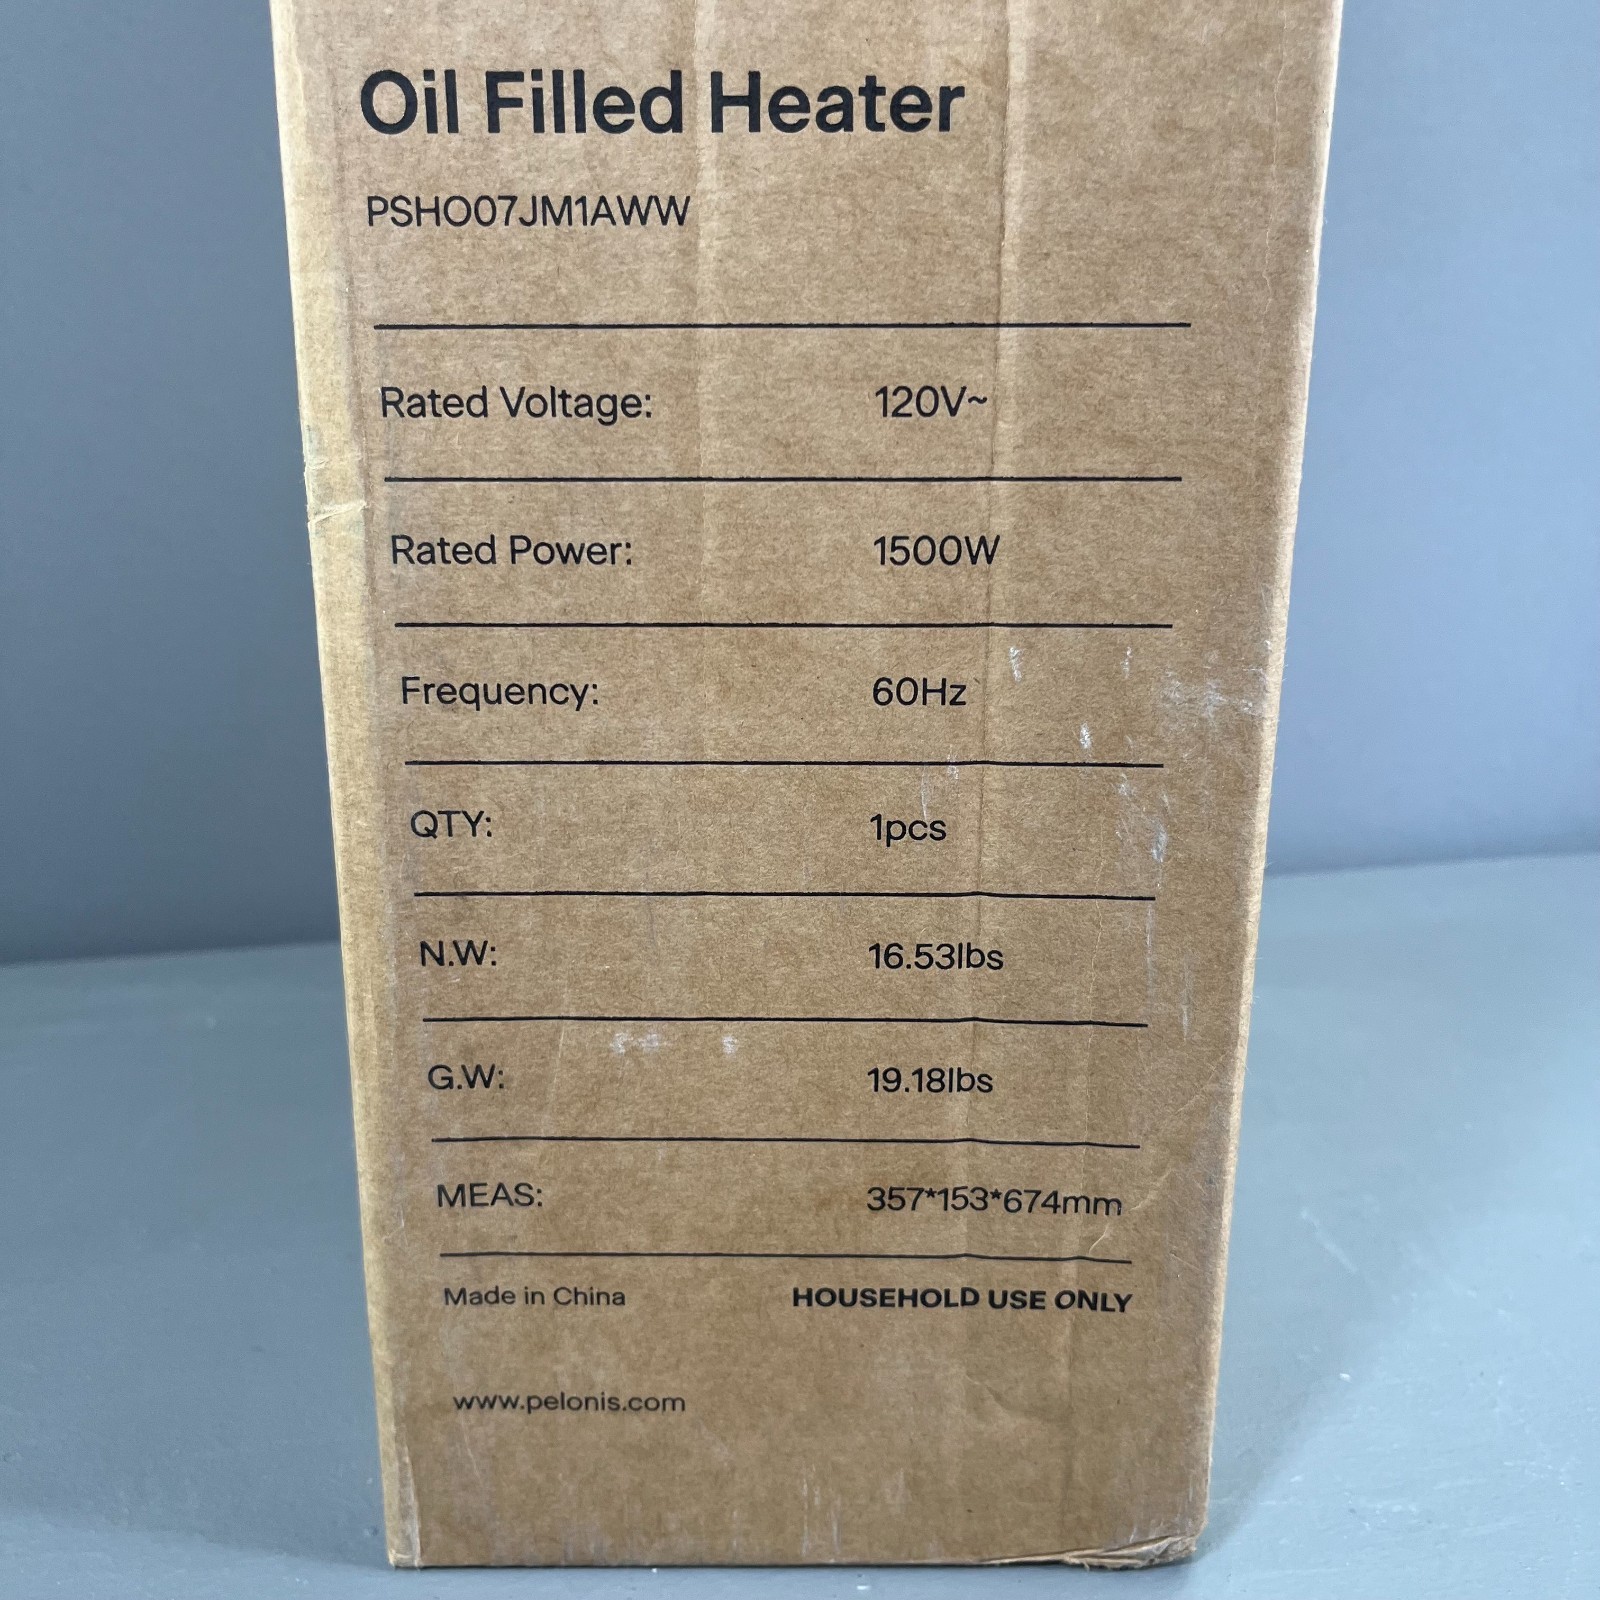 Oil Filled Heater
PSHO07JM1AWW
Rated Voltage: 120V~
Rated Power: 1500W
Frequency: 60Hz
QTY: 1pcs
N.W: 16.53lbs
G.W: 19.18lbs
MEAS: 357*153*674mm
Made in China HOUSEHOLD USE ONLY
www.pelonis.com